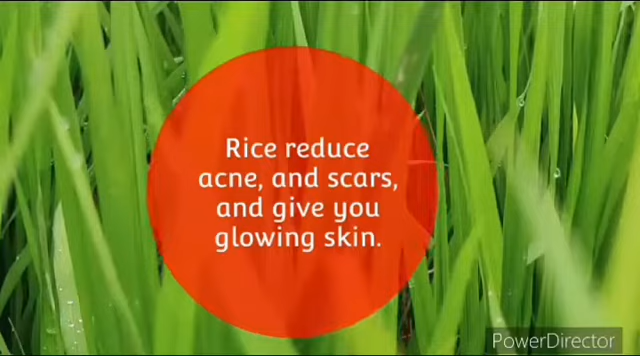 Rice reduce
acne, and scars,
and give you
glowing skin.
PowerDirector